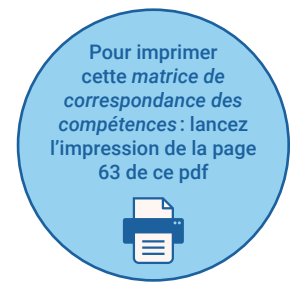 Pour imprimer
cette matrice de
correspondance des
compétences : lancez
l'impression de la page
63 de ce pdf